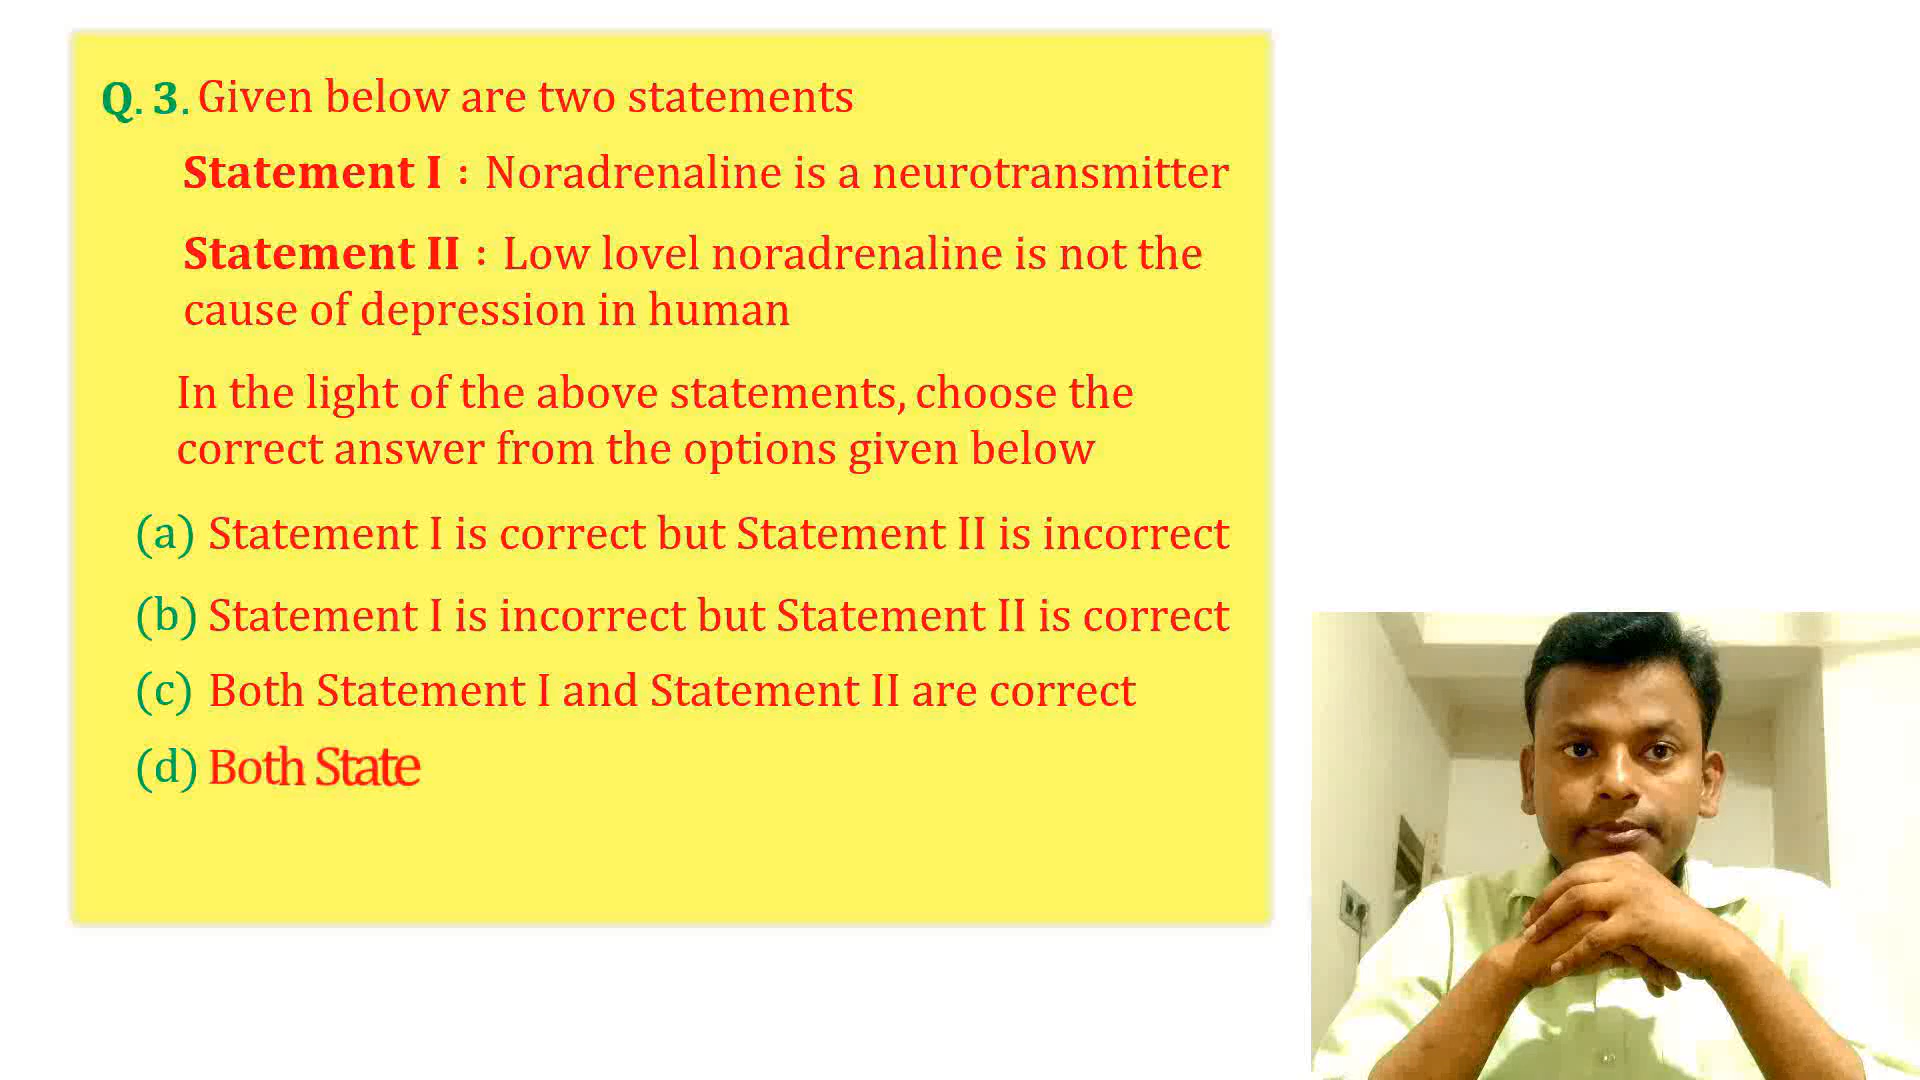 Q. 3. Given below are two statements
Statement I : Noradrenaline is a neurotransmitter
Statement II : Low lovel noradrenaline is not the
cause of depression in human
In the light of the above statements, choose the
correct answer from the options given below
(a) Statement I is correct but Statement II is incorrect
(b) Statement I is incorrect but Statement II is correct
(c) Both Statement I and Statement II are correct
(d) Both State